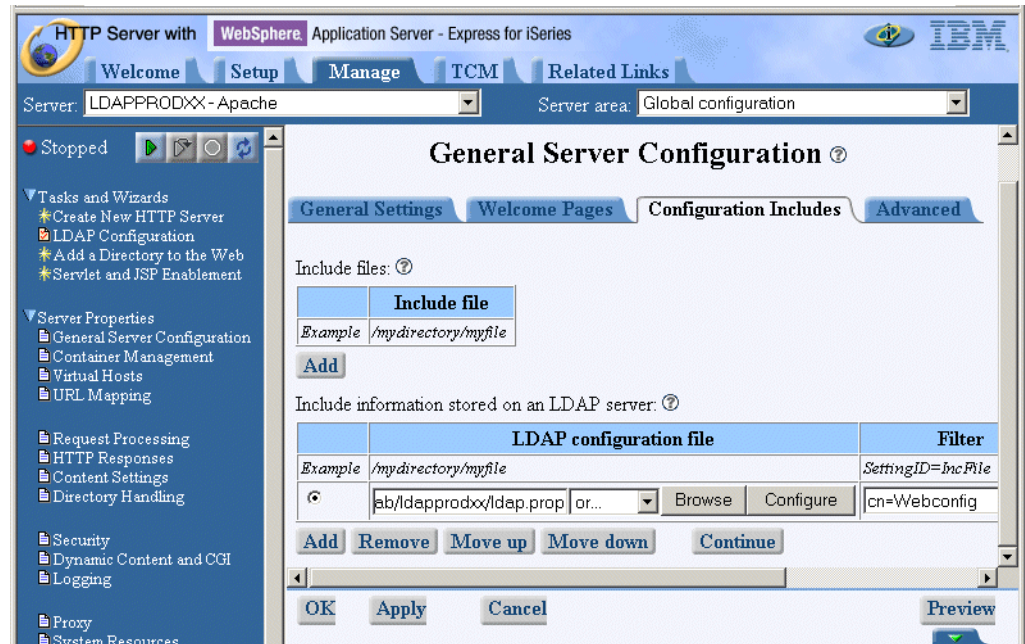 HTTP Server with WebSphere. Application Server - Express for iSeries
IBM
Welcome Setup Manage TCM Related Links
Server: LDAPPRODXX - Apache Server area: Global configuration
Stopped
Tasks and Wizards
Create New HTTP Server
LDAP Configuration
Add a Directory to the Web
Servlet and JSP Enablement
Server Properties
General Server Configuration
Container Management
Virtual Hosts
URL Mapping
Request Processing
HTTP Responses
Content Settings
Directory Handling
Security
Dynamic Content and CGI
Logging
Proxy
System Resources
General Server Configuration ?
General Settings Welcome Pages Configuration Includes Advanced
Include files: ?
Include file
Example /mydirectory/myfile
Add
Include information stored on an LDAP server: ?
LDAP configuration file Filter
Example /mydirectory/myfile SettingID=IncFile
ab/ldapprodxx/ldap.prop or... Browse Configure cn=Webconfig
Add Remove Move up Move down Continue
OK Apply Cancel Preview